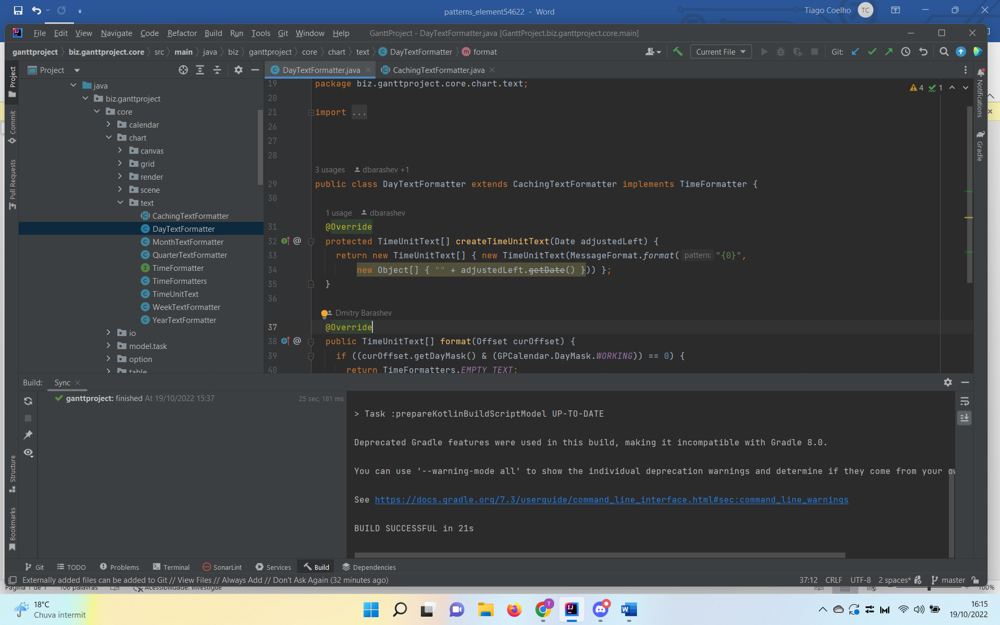 patterns_element54622 - Word
Tiago Coelho TC
File Edit View Navigate Code Refactor Build Run Tools Git Window Help GanttProject - DayTextFormatter.java [GanttProject.biz.ganttproject.core.main]
ganttproject biz.ganttproject.core src main java biz ganttproject core chart text DayTextFormatter format
Current File Git:
Project
DayTextFormatter.java CachingTextFormatter.java
Project
Commit
Pull Requests
Structure
Bookmarks
Notifications
Gradle
java
biz.ganttproject
core
calendar
chart
canvas
grid
render
scene
text
CachingTextFormatter
DayTextFormatter
MonthTextFormatter
QuarterTextFormatter
TimeFormatter
TimeFormatters
TimeUnitText
WeekTextFormatter
YearTextFormatter
io
model.task
option
table
4 1
19 package biz.ganttproject.core.chart.text;
20
21 import ...
26
27
28
3 usages dbarashev +1
29 public class DayTextFormatter extends CachingTextFormatter implements TimeFormatter {
30
1 usage dbarashev
31 @Override
32 @ protected TimeUnitText[] createTimeUnitText(Date adjustedLeft) {
33 return new TimeUnitText[] { new TimeUnitText(MessageFormat.format( pattern: "{0}",
34 new Object[] { "" + adjustedLeft.getDate() })) };
35 }
36
Dmitry Barashev
37 @Override
38 @ public TimeUnitText[] format(Offset curOffset) {
39 if ((curOffset.getDayMask() & (GPCalendar.DayMask.WORKING)) == 0) {
40 return TimeFormatters.EMPTY_TEXT;
Build: Sync
ganttproject: finished At 19/10/2022 15:37 25 sec, 181 ms
> Task :prepareKotlinBuildScriptModel UP-TO-DATE
Deprecated Gradle features were used in this build, making it incompatible with Gradle 8.0.
You can use '--warning-mode all' to show the individual deprecation warnings and determine if they come from your ow
See https://docs.gradle.org/7.3/userguide/command_line_interface.html#sec:command_line_warnings
BUILD SUCCESSFUL in 21s
Git TODO Problems Terminal SonarLint Services Build Dependencies
Externally added files can be added to Git // View Files // Always Add // Don't Ask Again (32 minutes ago) 37:12 CRLF UTF-8 2 spaces* master
Página 1 de 1 106 palavras Acessibilidade: Investigue 100%
18°C
Chuva intermit
16:15
19/10/2022